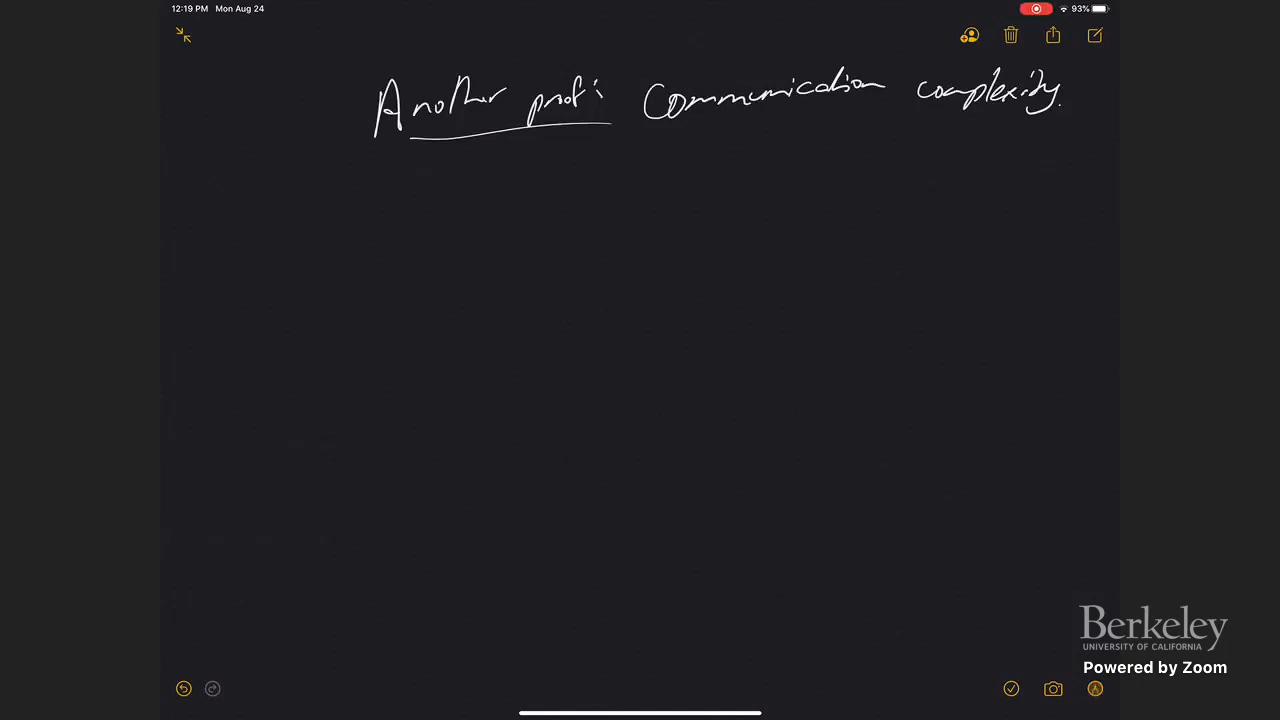 12:19 PM Mon Aug 24 93%
Another proof: Communication complexity.
Berkeley
UNIVERSITY OF CALIFORNIA
Powered by Zoom